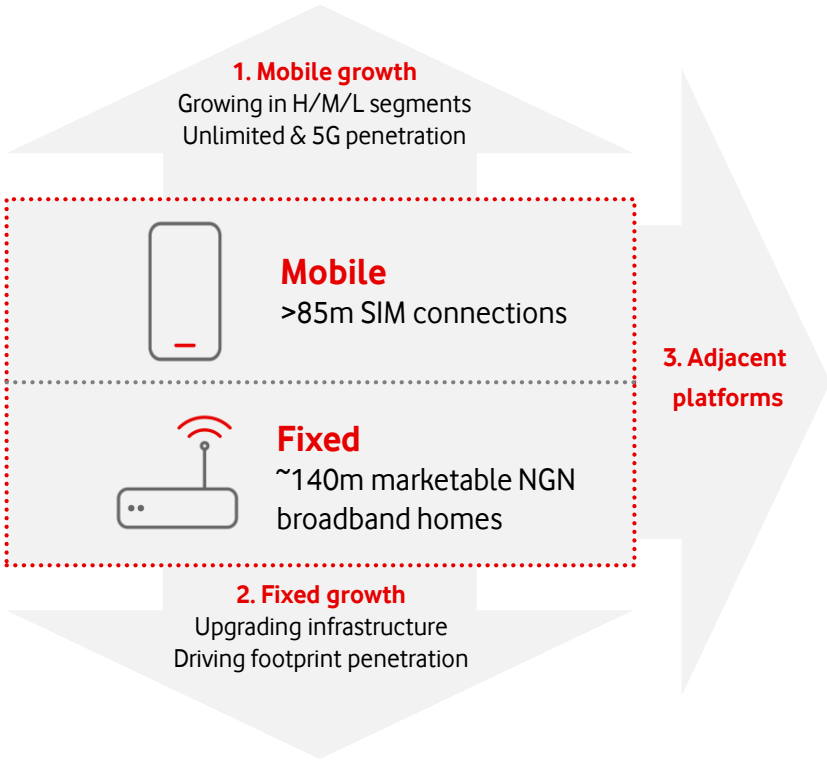 1. Mobile growth
Growing in H/M/L segments
Unlimited & 5G penetration
Mobile
>85m SIM connections
3. Adjacent
platforms
Fixed
~140m marketable NGN
broadband homes
2. Fixed growth
Upgrading infrastructure
Driving footprint penetration